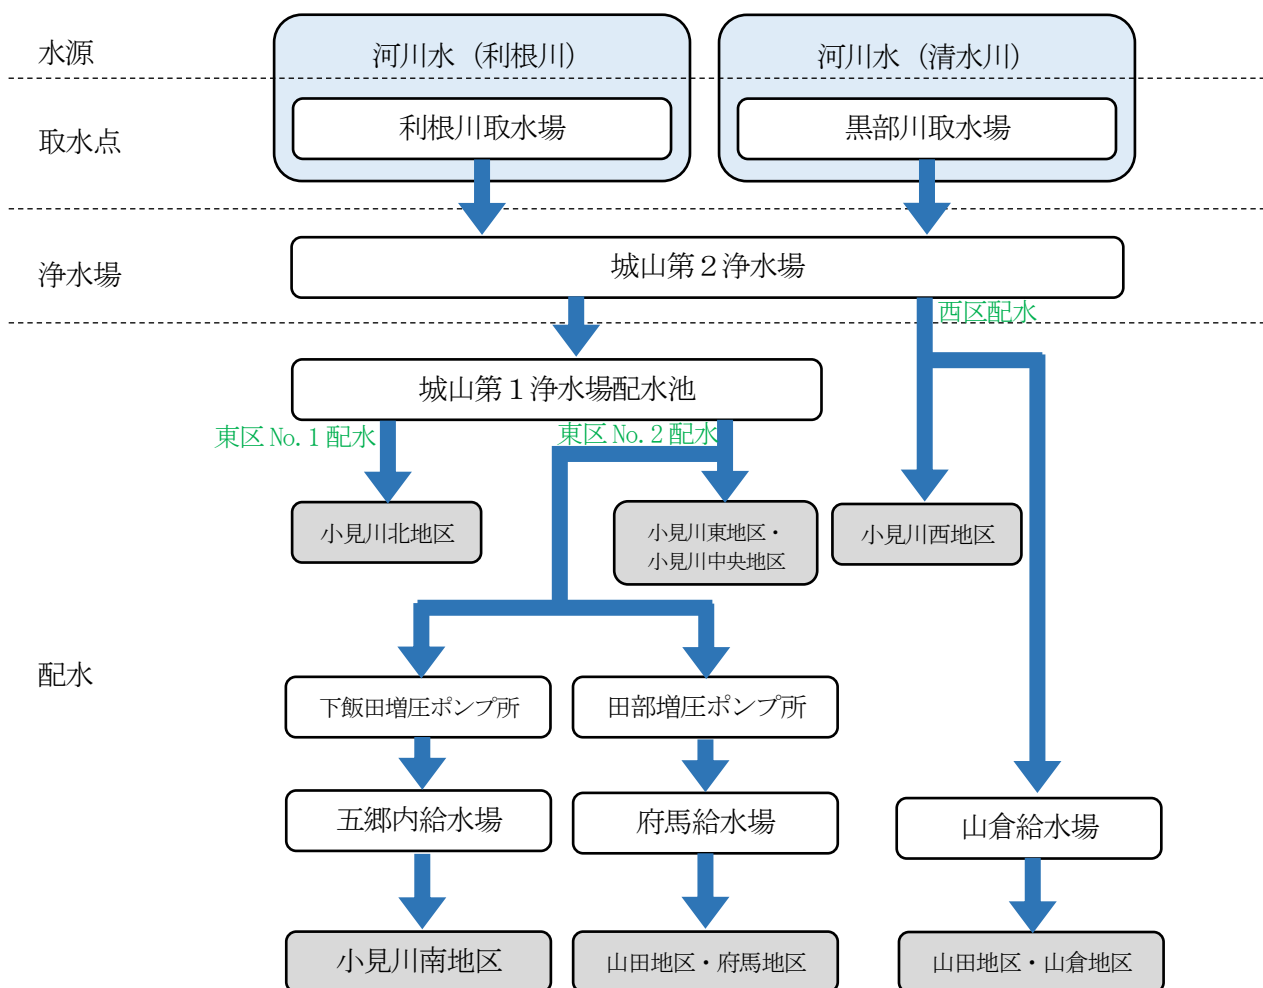 水源
河川水（利根川）
河川水（清水川）
取水点
利根川取水場
黒部川取水場
浄水場
城山第２浄水場
西区配水
城山第１浄水場配水池
東区 No.1 配水
東区 No.2 配水
小見川北地区
小見川東地区・
小見川中央地区
小見川西地区
配水
下飯田増圧ポンプ所
田部増圧ポンプ所
五郷内給水場
府馬給水場
山倉給水場
小見川南地区
山田地区・府馬地区
山田地区・山倉地区